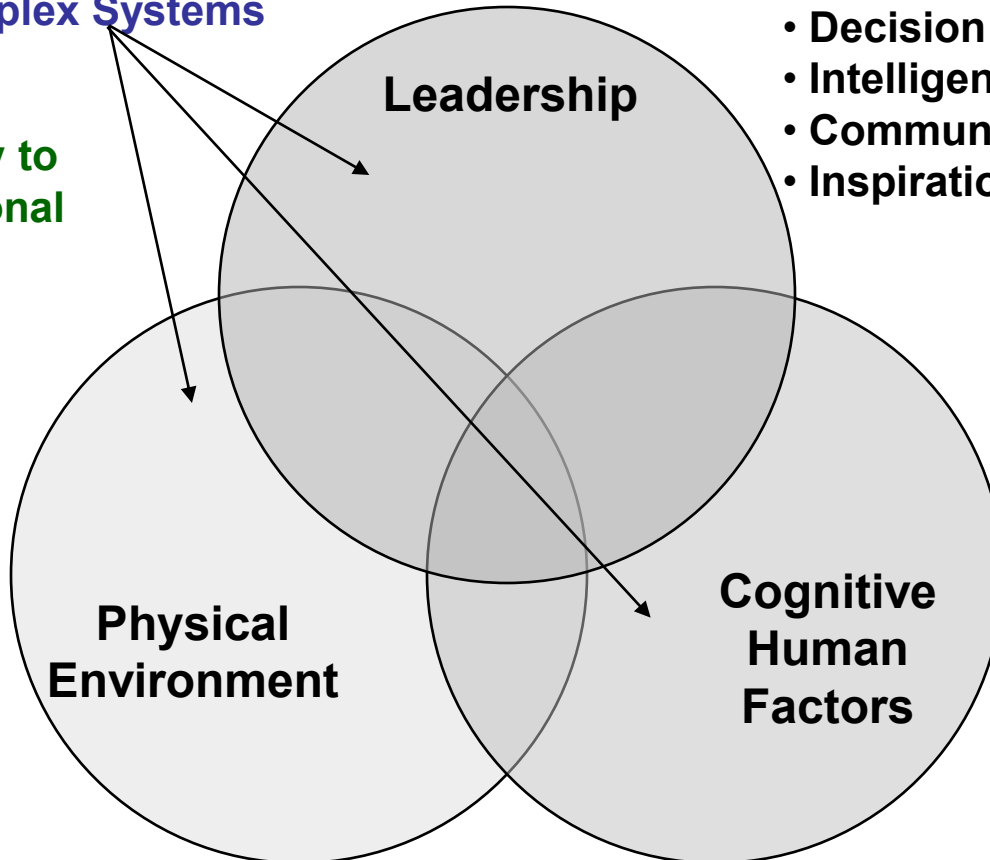 plex Systems
y to
onal
• Decision
• Intelligen
• Commun
• Inspiratio
Leadership
Physical
Environment
Cognitive
Human
Factors